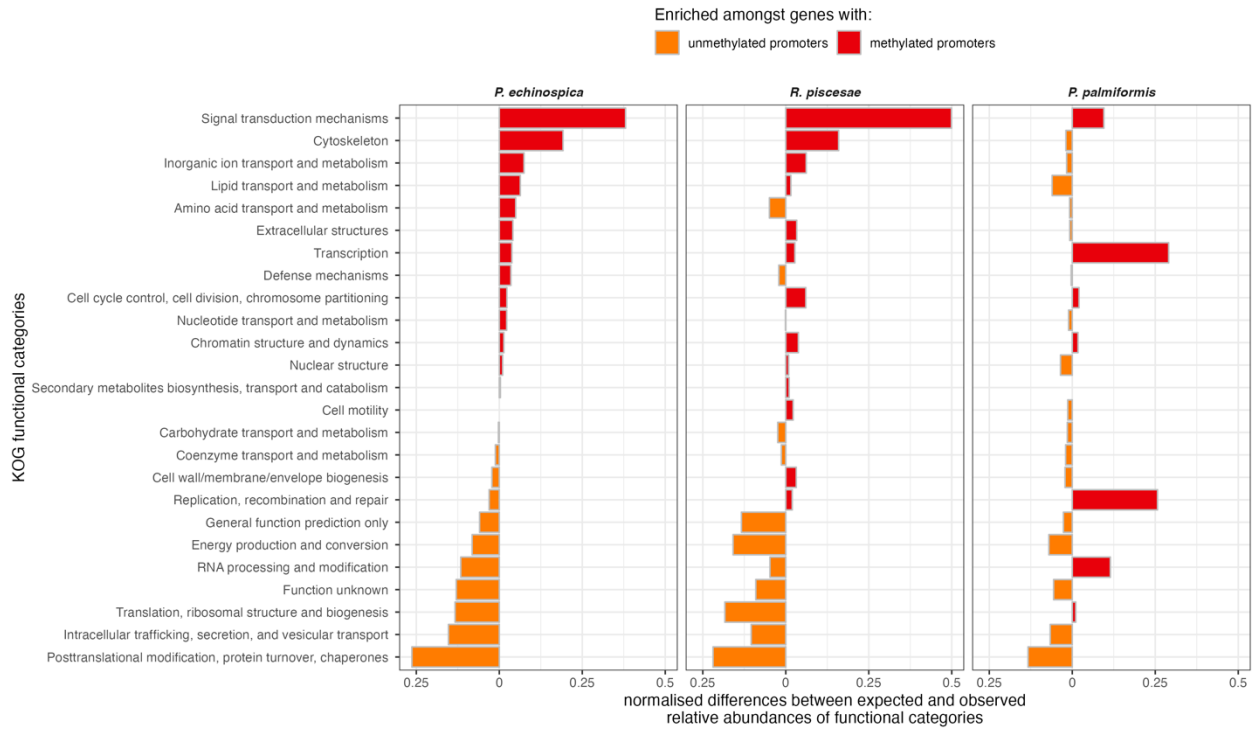 Enriched amongst genes with:
unmethylated promoters methylated promoters
P. echinospica R. piscesae P. palmiformis
Signal transduction mechanisms
Cytoskeleton
Inorganic ion transport and metabolism
Lipid transport and metabolism
Amino acid transport and metabolism
Extracellular structures
Transcription
Defense mechanisms
Cell cycle control, cell division, chromosome partitioning
Nucleotide transport and metabolism
Chromatin structure and dynamics
Nuclear structure
Secondary metabolites biosynthesis, transport and catabolism
Cell motility
Carbohydrate transport and metabolism
Coenzyme transport and metabolism
Cell wall/membrane/envelope biogenesis
Replication, recombination and repair
General function prediction only
Energy production and conversion
RNA processing and modification
Function unknown
Translation, ribosomal structure and biogenesis
Intracellular trafficking, secretion, and vesicular transport
Posttranslational modification, protein turnover, chaperones
KOG functional categories
0.25 0 0.25 0.5 0.25 0 0.25 0.5 0.25 0 0.25 0.5
normalised differences between expected and observed
relative abundances of functional categories